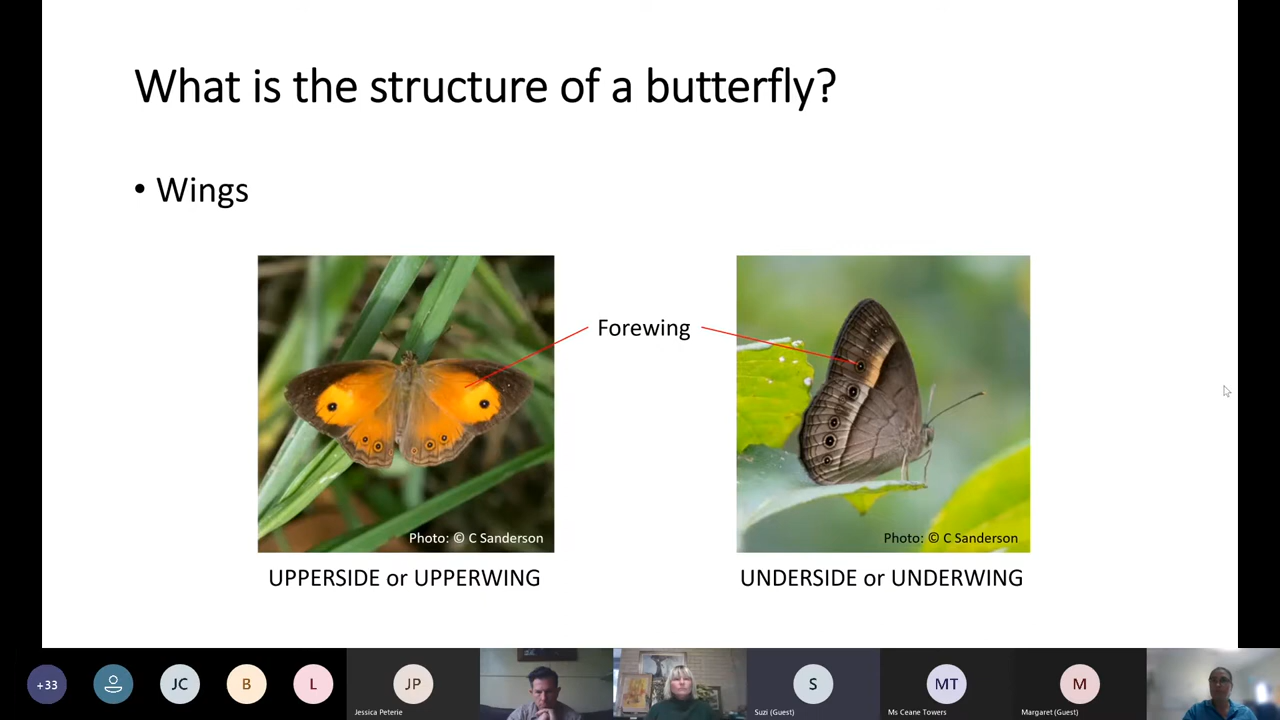 What is the structure of a butterfly?
• Wings
Forewing
Photo: © C Sanderson
Photo: © C Sanderson
UPPERSIDE or UPPERWING
UNDERSIDE or UNDERWING
+33
JC
B
L
JP
S
MT
M
Jessica Peterie
Suzi (Guest)
Ms Ceane Towers
Margaret (Guest)